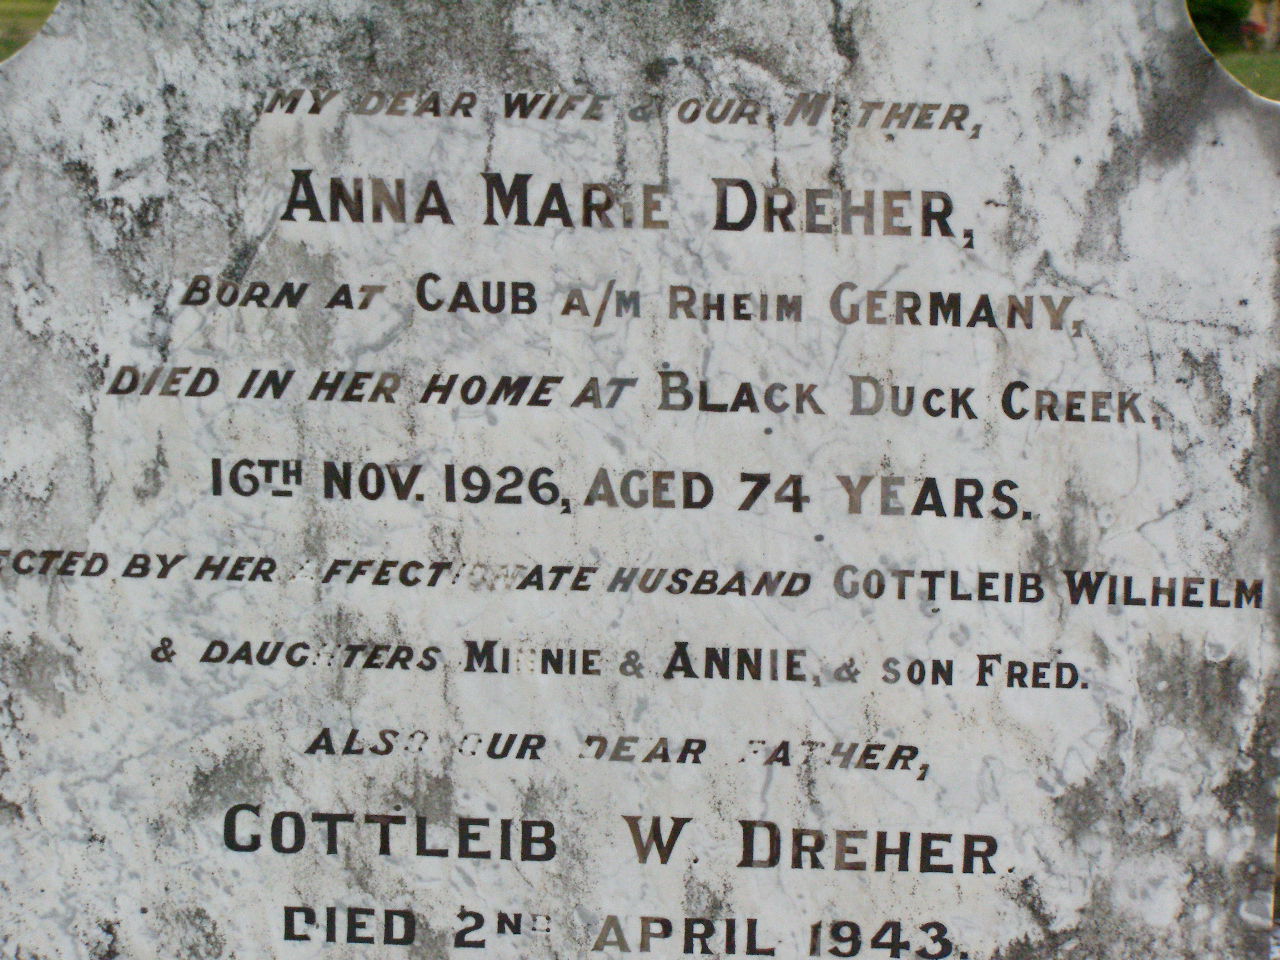 MY DEAR WIFE & OUR MOTHER,
ANNA MARIE DREHER,
BORN AT CAUB A/M RHEIM GERMANY,
DIED IN HER HOME AT BLACK DUCK CREEK,
16TH NOV. 1926, AGED 74 YEARS.
ECTED BY HER AFFECTIONATE HUSBAND GOTTLEIB WILHELM
& DAUGHTERS MINNIE & ANNIE, & SON FRED.
ALSO OUR DEAR FATHER,
GOTTLEIB W. DREHER.
DIED 2ND APRIL 1943.